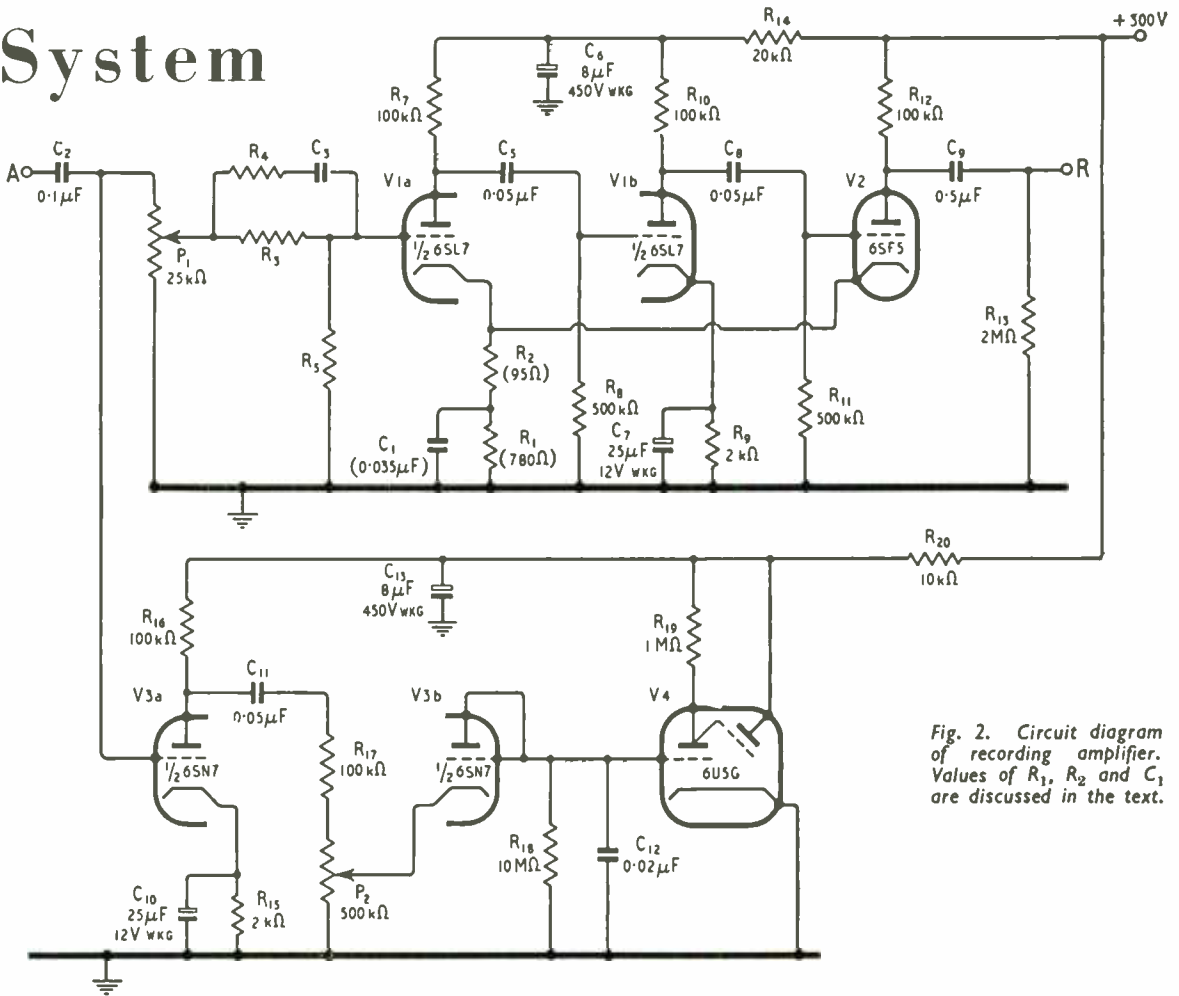 System
R14
20kΩ
+ 300V
C6
8μF
450V WKG
R7
100kΩ
R10
100kΩ
R12
100kΩ
A
C2
0·1μF
R4
C3
V1a
C5
0·05μF
V1b
C8
0·05μF
V2
C9
0·5μF
R
P1
25kΩ
R3
½ 6SL7
½ 6SL7
6SF5
R5
R2
(95Ω)
R8
500kΩ
R11
500kΩ
R13
2MΩ
C1
(0·035μF)
R1
(780Ω)
C7
25μF
12V WKG
R9
2kΩ
R20
10kΩ
C13
8μF
450V WKG
R16
100kΩ
R19
1MΩ
V3a
C11
0·05μF
V3b
V4
½ 6SN7
R17
100kΩ
½ 6SN7
6U5G
Fig. 2. Circuit diagram
of recording amplifier.
Values of R1, R2 and C1
are discussed in the text.
R18
10MΩ
C12
0·02μF
C10
25μF
12V WKG
R15
2kΩ
P2
500kΩ